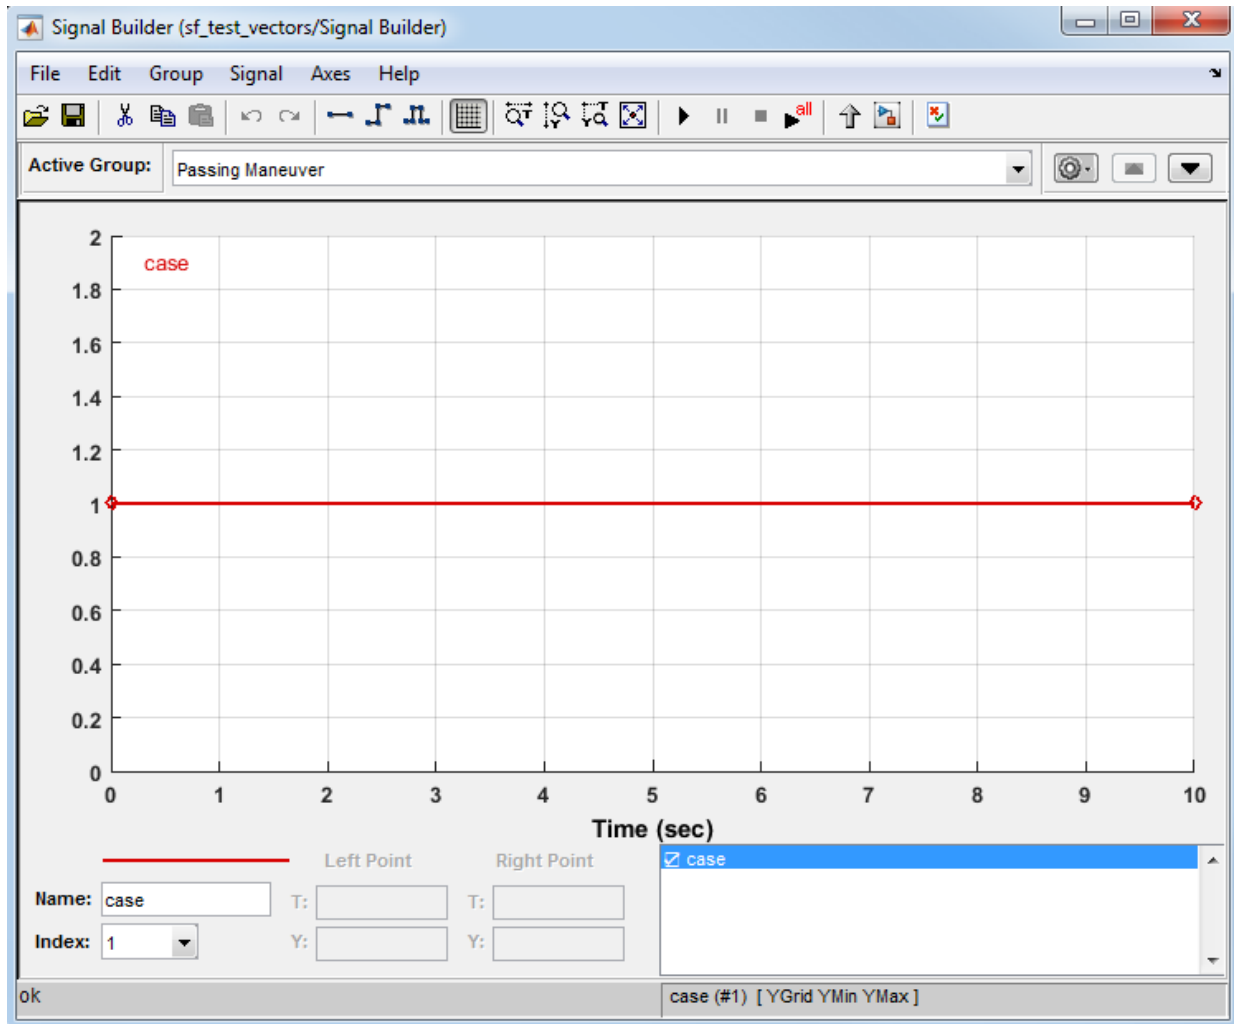 Signal Builder (sf_test_vectors/Signal Builder)
File Edit Group Signal Axes Help
all
Active Group: Passing Maneuver
case
2
1.8
1.6
1.4
1.2
1
0.8
0.6
0.4
0.2
0
0 1 2 3 4 5 6 7 8 9 10
Time (sec)
Left Point Right Point case
Name: case T: T:
Index: 1 Y: Y:
ok case (#1) [ YGrid YMin YMax ]